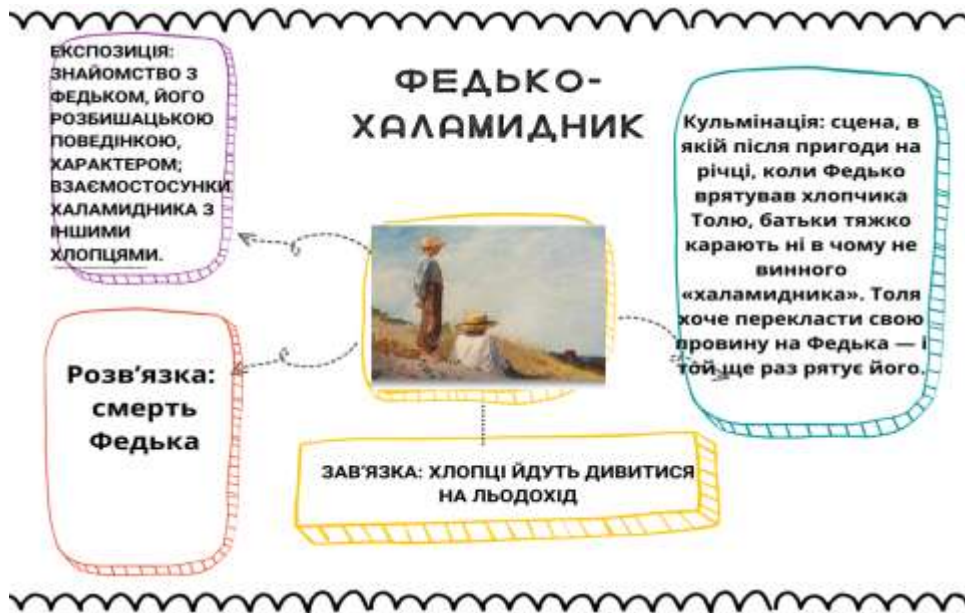 ФЕДЬКО-
ХАЛАМИДНИК
ЕКСПОЗИЦІЯ:
ЗНАЙОМСТВО З
ФЕДЬКОМ, ЙОГО
РОЗБИШАЦЬКОЮ
ПОВЕДІНКОЮ,
ХАРАКТЕРОМ;
ВЗАЄМОСТОСУНКИ
ХАЛАМИДНИКА З
ІНШИМИ
ХЛОПЦЯМИ.
Кульмінація: сцена, в
якій після пригоди на
річці, коли Федько
врятував хлопчика
Толю, батьки тяжко
карають ні в чому не
винного
«халамидника». Толя
хоче перекласти свою
провину на Федька — і
той ще раз рятує його.
Розв’язка:
смерть
Федька
ЗАВ’ЯЗКА: ХЛОПЦІ ЙДУТЬ ДИВИТИСЯ
НА ЛЬОДОХІД